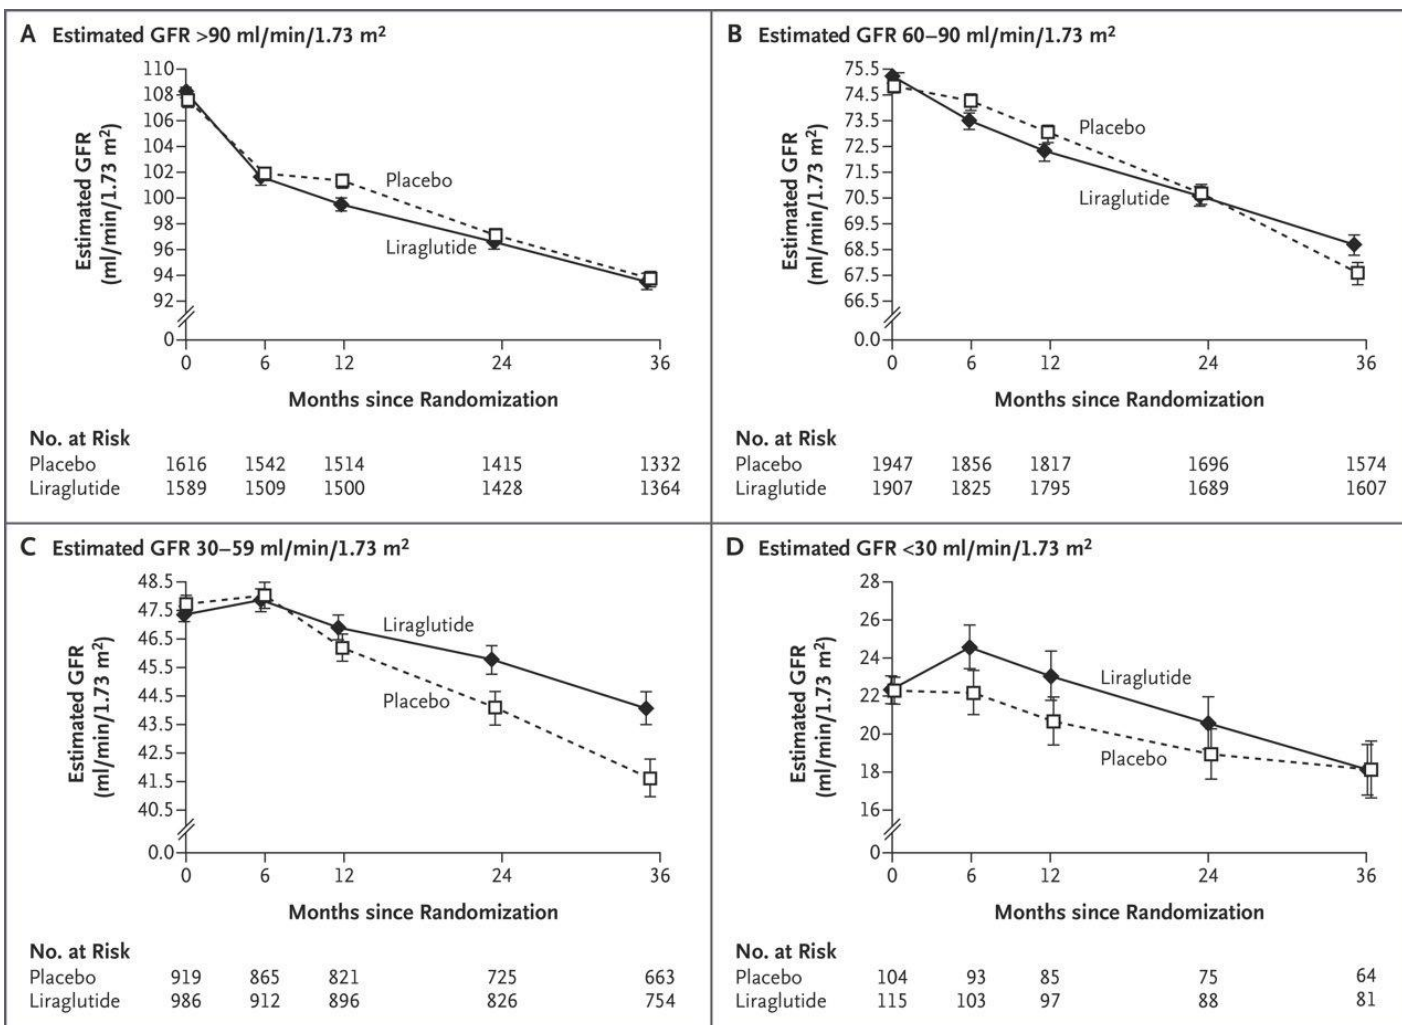 A Estimated GFR >90 ml/min/1.73 m²
Estimated GFR
(ml/min/1.73 m²)
110
108
106
104
102
100
98
96
94
92
0
Placebo
Liraglutide
0 6 12 24 36
Months since Randomization
No. at Risk
Placebo 1616 1542 1514 1415 1332
Liraglutide 1589 1509 1500 1428 1364
B Estimated GFR 60–90 ml/min/1.73 m²
Estimated GFR
(ml/min/1.73 m²)
75.5
74.5
73.5
72.5
71.5
70.5
69.5
68.5
67.5
66.5
0.0
Placebo
Liraglutide
0 6 12 24 36
Months since Randomization
No. at Risk
Placebo 1947 1856 1817 1696 1574
Liraglutide 1907 1825 1795 1689 1607
C Estimated GFR 30–59 ml/min/1.73 m²
Estimated GFR
(ml/min/1.73 m²)
48.5
47.5
46.5
45.5
44.5
43.5
42.5
41.5
40.5
0.0
Liraglutide
Placebo
0 6 12 24 36
Months since Randomization
No. at Risk
Placebo 919 865 821 725 663
Liraglutide 986 912 896 826 754
D Estimated GFR <30 ml/min/1.73 m²
Estimated GFR
(ml/min/1.73 m²)
28
26
24
22
20
18
16
0
Liraglutide
Placebo
0 6 12 24 36
Months since Randomization
No. at Risk
Placebo 104 93 85 75 64
Liraglutide 115 103 97 88 81